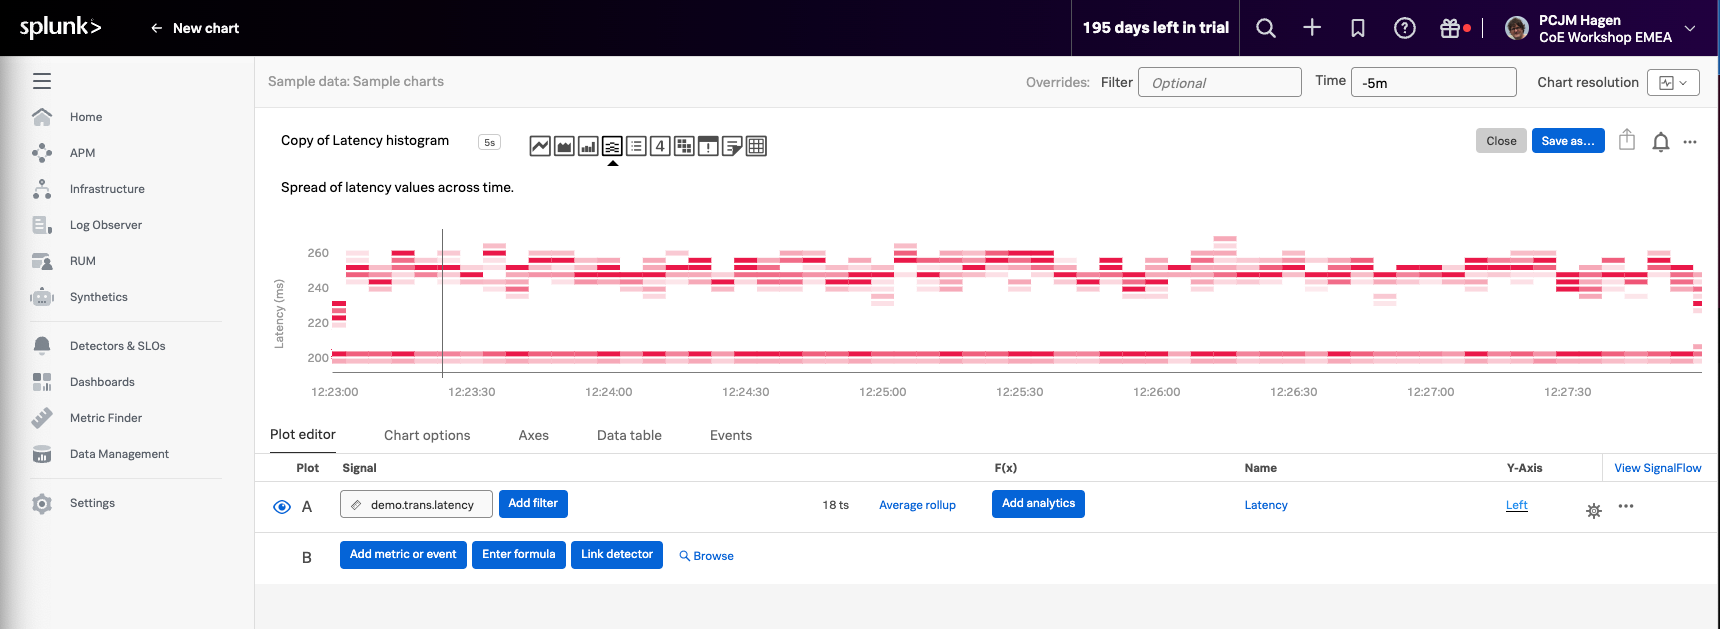 splunk>
← New chart
195 days left in trial
PCJM Hagen
CoE Workshop EMEA
Home
APM
Infrastructure
Log Observer
RUM
Synthetics
Detectors & SLOs
Dashboards
Metric Finder
Data Management
Settings
Sample data: Sample charts
Overrides: Filter Optional Time -5m Chart resolution
Copy of Latency histogram 5s 4
Close Save as...
Spread of latency values across time.
Latency (ms)
260
240
220
200
12:23:00 12:23:30 12:24:00 12:24:30 12:25:00 12:25:30 12:26:00 12:26:30 12:27:00 12:27:30
Plot editor Chart options Axes Data table Events
Plot Signal F(x) Name Y-Axis View SignalFlow
A demo.trans.latency Add filter 18 ts Average rollup Add analytics Latency Left
B Add metric or event Enter formula Link detector Browse